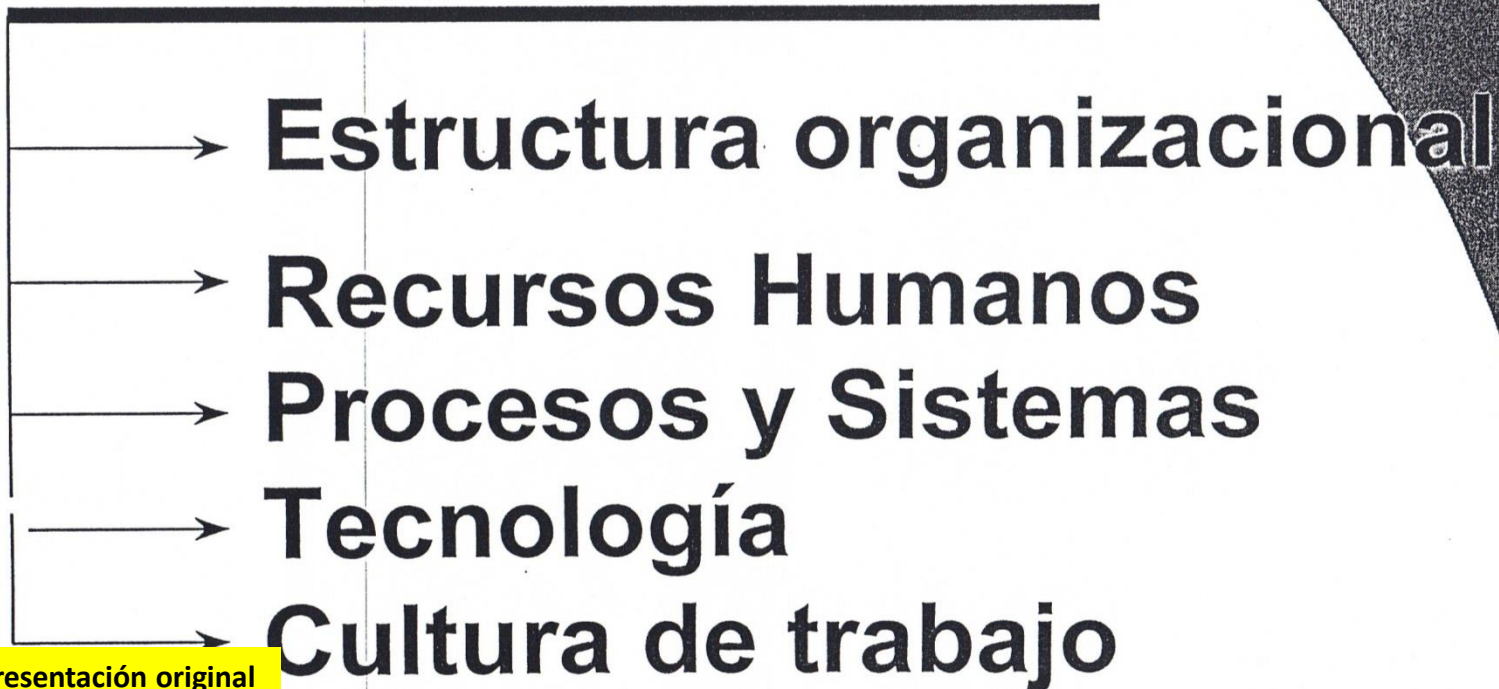 Estructura organizacional
Recursos Humanos
Procesos y Sistemas
Tecnología
Cultura de trabajo
resentación original